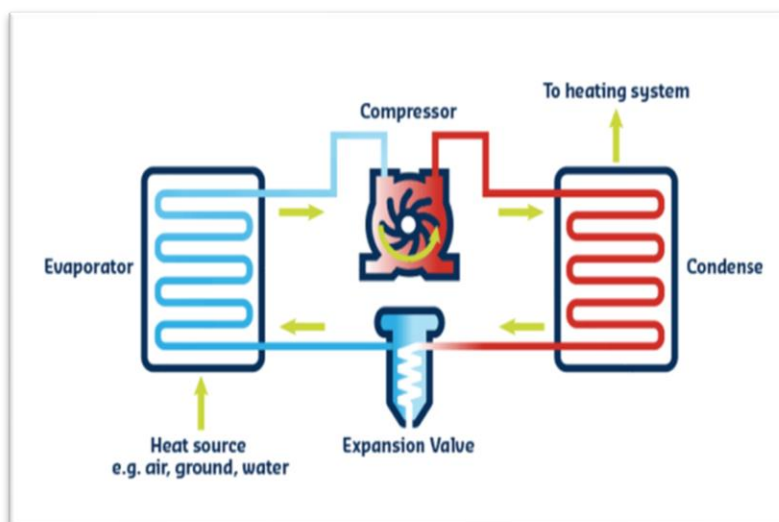 To heating system
Compressor
Evaporator
Condense
Heat source
e.g. air, ground, water
Expansion Valve